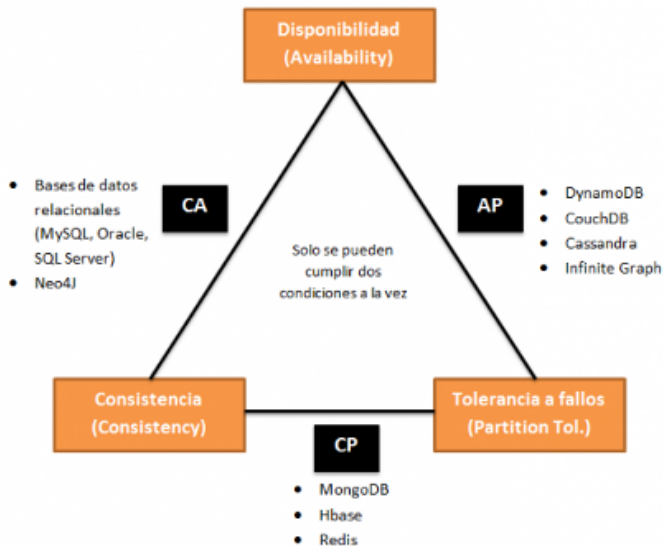 Disponibilidad
(Availability)
• Bases de datos
relacionales
(MySQL, Oracle,
SQL Server)
• Neo4J
CA
AP
• DynamoDB
• CouchDB
• Cassandra
• Infinite Graph
Solo se pueden
cumplir dos
condiciones a la vez
Consistencia
(Consistency)
Tolerancia a fallos
(Partition Tol.)
CP
• MongoDB
• Hbase
• Redis